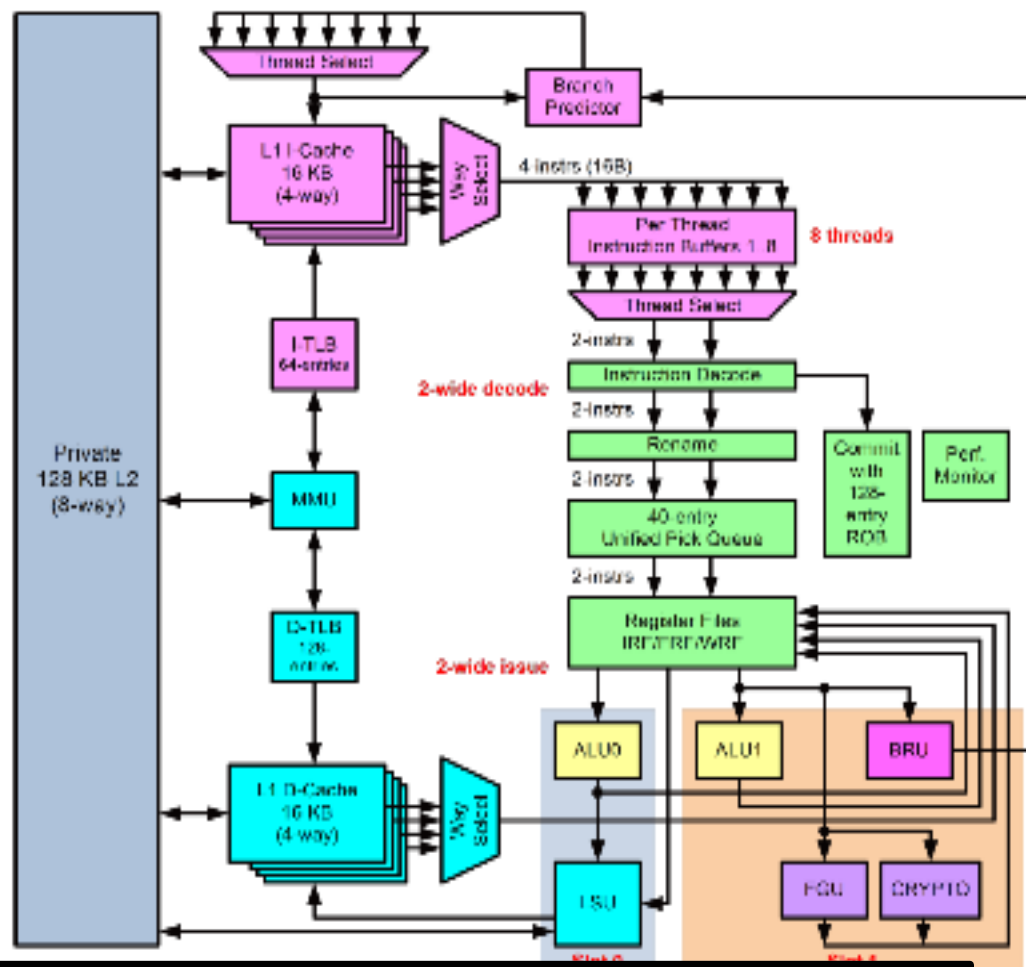 Thread Select
Branch
Predictor
L1 I-Cache
16 KB
(4-way)
Way
Select
4 instrs (16B)
Per Thread
Instruction Buffers 1..8
8 threads
Thread Select
2-instrs
I-TLB
64-entries
Instruction Decode
2-wide decode
2-instrs
Rename
Commit
with
128-
entry
ROB
Perf.
Monitor
Private
128 KB L2
(8-way)
MMU
2-instrs
40-entry
Unified Pick Queue
2-instrs
D-TLB
128-
entries
Register Files
IRF/FRF/WRF
2-wide issue
ALU0
ALU1
BRU
L1 D-Cache
16 KB
(4-way)
Way
Select
LSU
FGU
CRYPTO